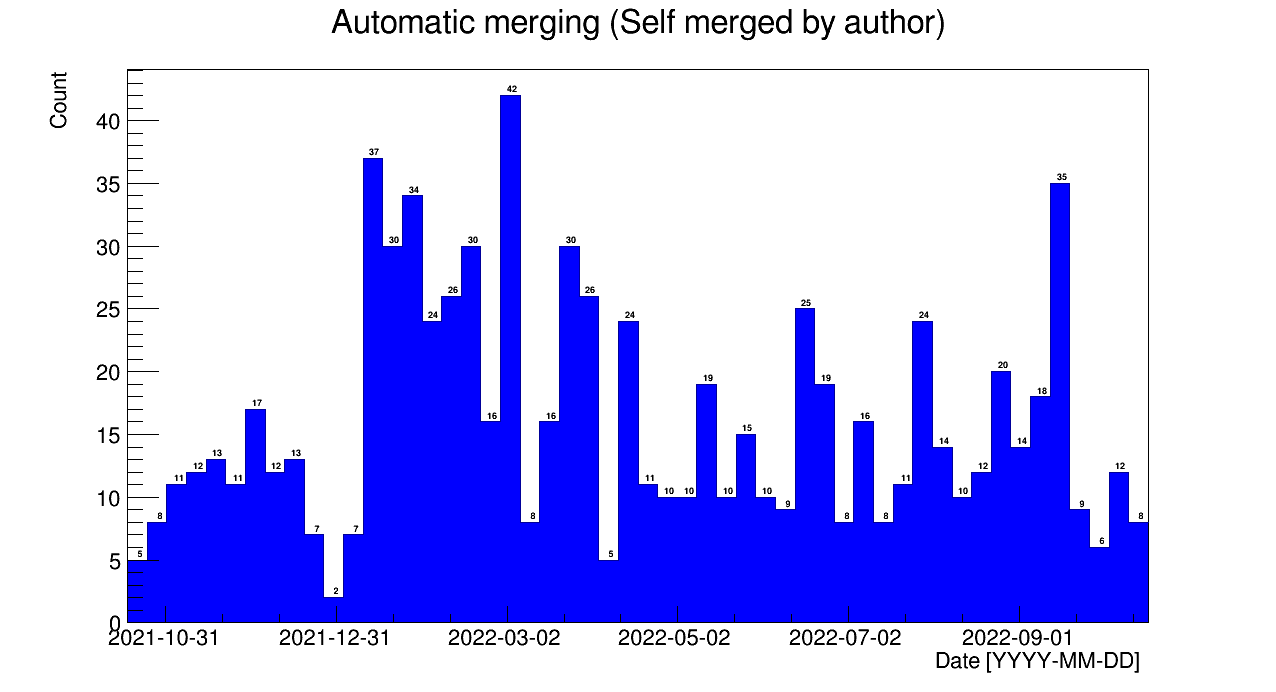 Automatic merging (Self merged by author)
Count
40
35
30
25
20
15
10
5
0
5 8 11 12 13 11 17 12 13 7 2 7 37 30 34 24 26 30 16 42 8 16 30 26 5 24 11 10 10 19 10 15 10 9 25 19 8 16 8 11 24 14 10 12 20 14 18 35 9 6 12 8
2021-10-31 2021-12-31 2022-03-02 2022-05-02 2022-07-02 2022-09-01
Date [YYYY-MM-DD]